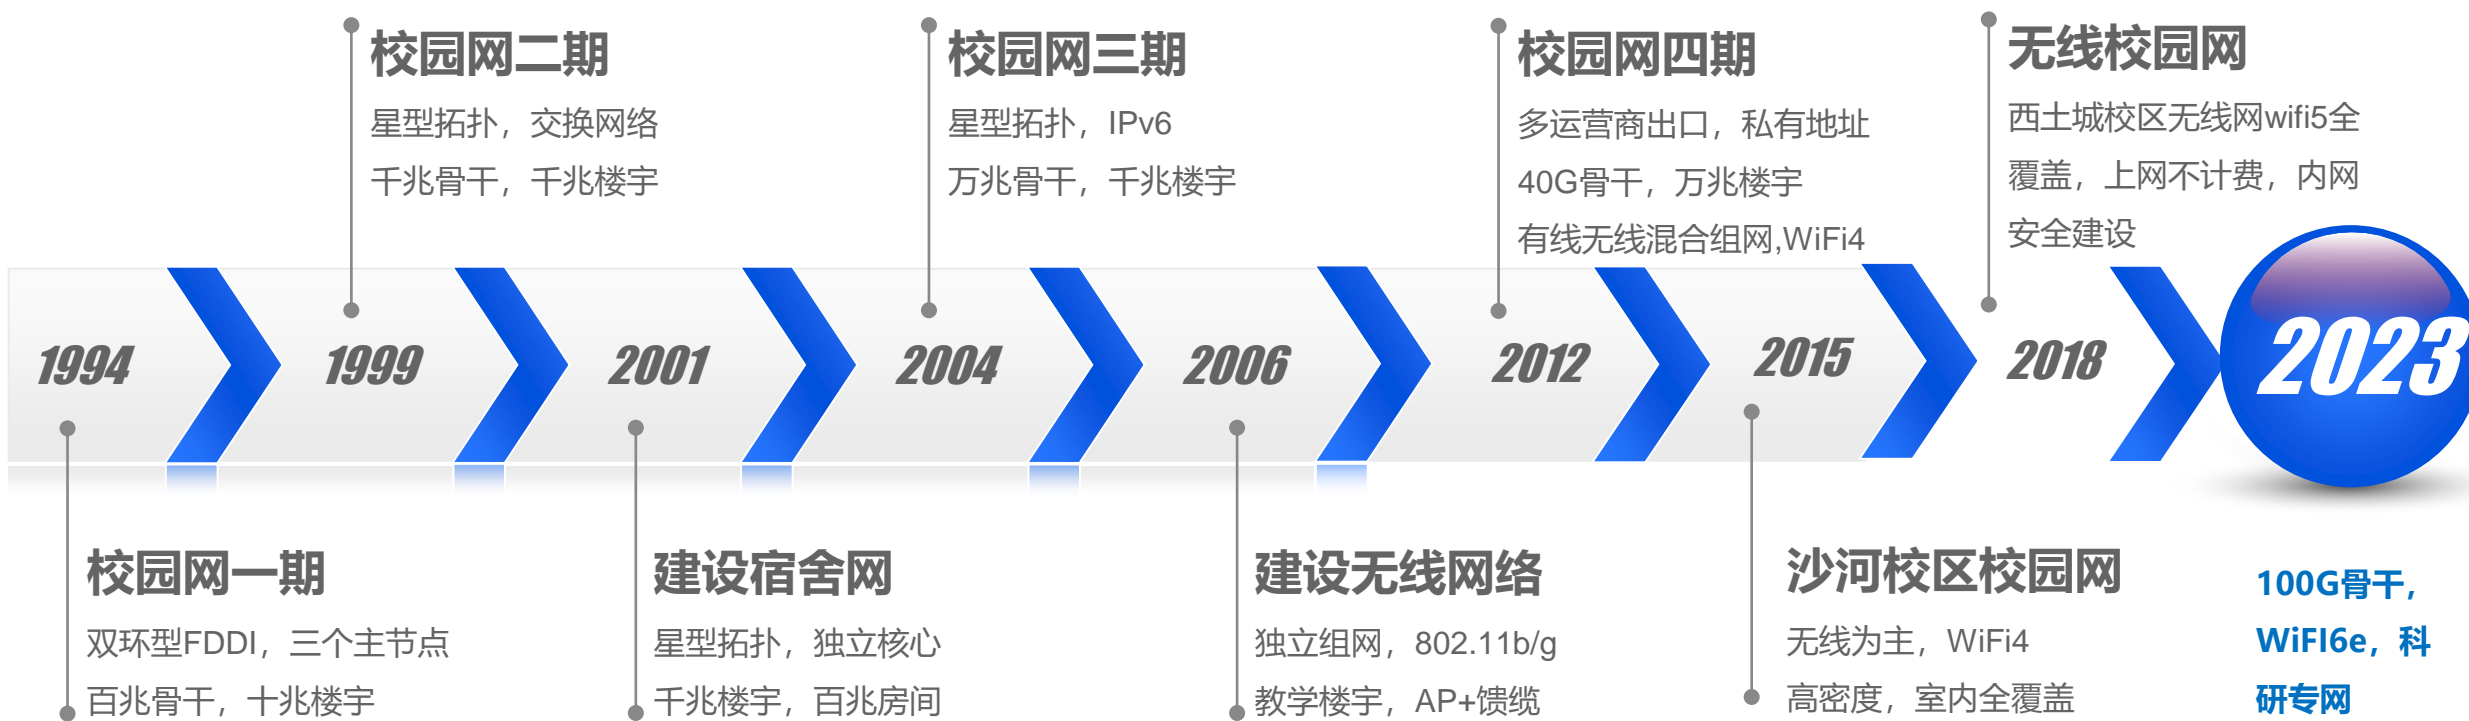 校园网二期
星型拓扑，交换网络
千兆骨干，千兆楼宇
校园网三期
星型拓扑，IPv6
万兆骨干，千兆楼宇
校园网四期
多运营商出口，私有地址
40G骨干，万兆楼宇
有线无线混合组网,WiFi4
无线校园网
西土城校区无线网wifi5全
覆盖，上网不计费，内网
安全建设
1994
1999
2001
2004
2006
2012
2015
2018
2023
校园网一期
双环型FDDI，三个主节点
百兆骨干，十兆楼宇
建设宿舍网
星型拓扑，独立核心
千兆楼宇，百兆房间
建设无线网络
独立组网，802.11b/g
教学楼宇，AP+馈缆
沙河校区校园网
无线为主，WiFi4
高密度，室内全覆盖
100G骨干，
WiFI6e，科
研专网